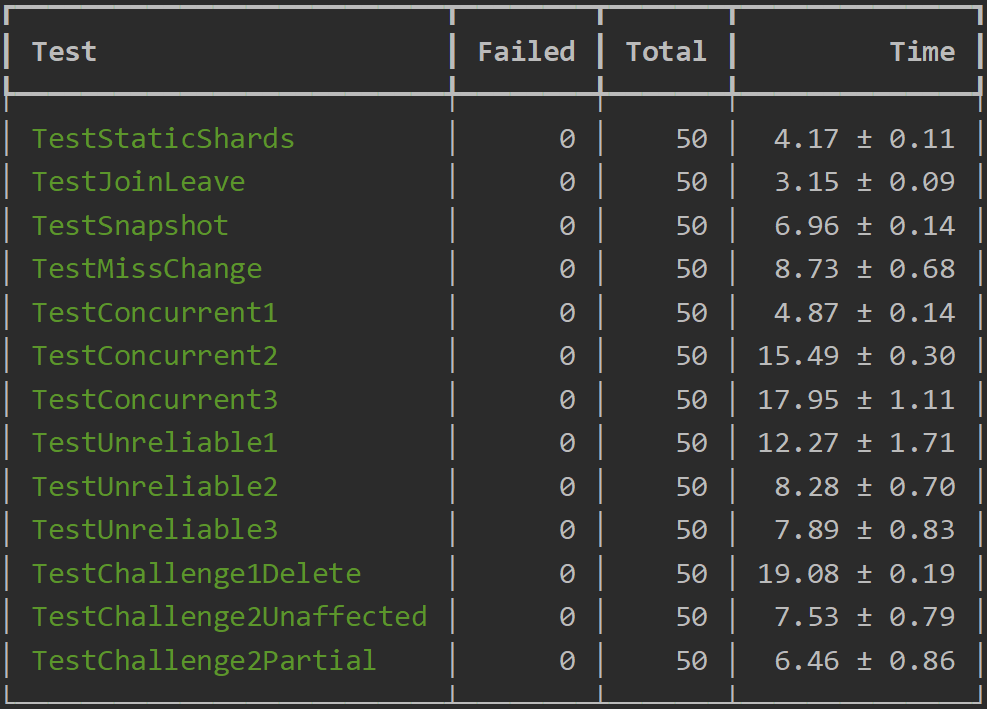 Test Failed Total Time
TestStaticShards 0 50 4.17 ± 0.11
TestJoinLeave 0 50 3.15 ± 0.09
TestSnapshot 0 50 6.96 ± 0.14
TestMissChange 0 50 8.73 ± 0.68
TestConcurrent1 0 50 4.87 ± 0.14
TestConcurrent2 0 50 15.49 ± 0.30
TestConcurrent3 0 50 17.95 ± 1.11
TestUnreliable1 0 50 12.27 ± 1.71
TestUnreliable2 0 50 8.28 ± 0.70
TestUnreliable3 0 50 7.89 ± 0.83
TestChallenge1Delete 0 50 19.08 ± 0.19
TestChallenge2Unaffected 0 50 7.53 ± 0.79
TestChallenge2Partial 0 50 6.46 ± 0.86